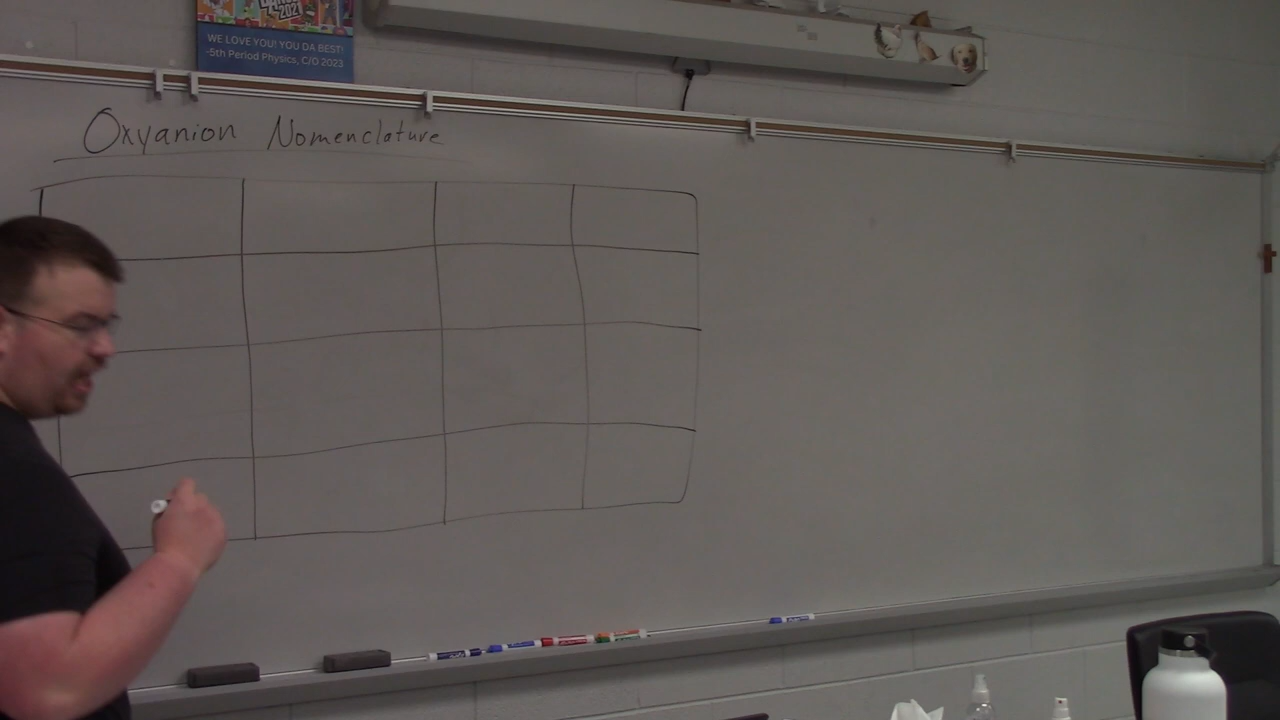 WE LOVE YOU! YOU DA BEST!
-5th Period Physics, C/O 2023
Oxyanion Nomenclature